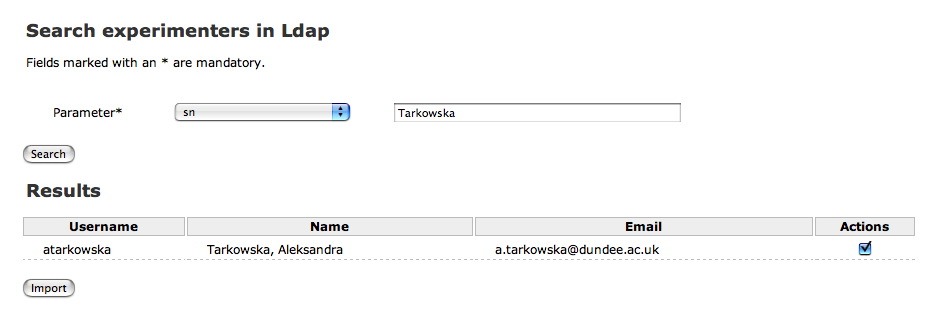 Search experimenters in Ldap
Fields marked with an * are mandatory.
Parameter* sn Tarkowska
Search
Results
Username Name Email Actions
atarkowska Tarkowska, Aleksandra a.tarkowska@dundee.ac.uk
Import